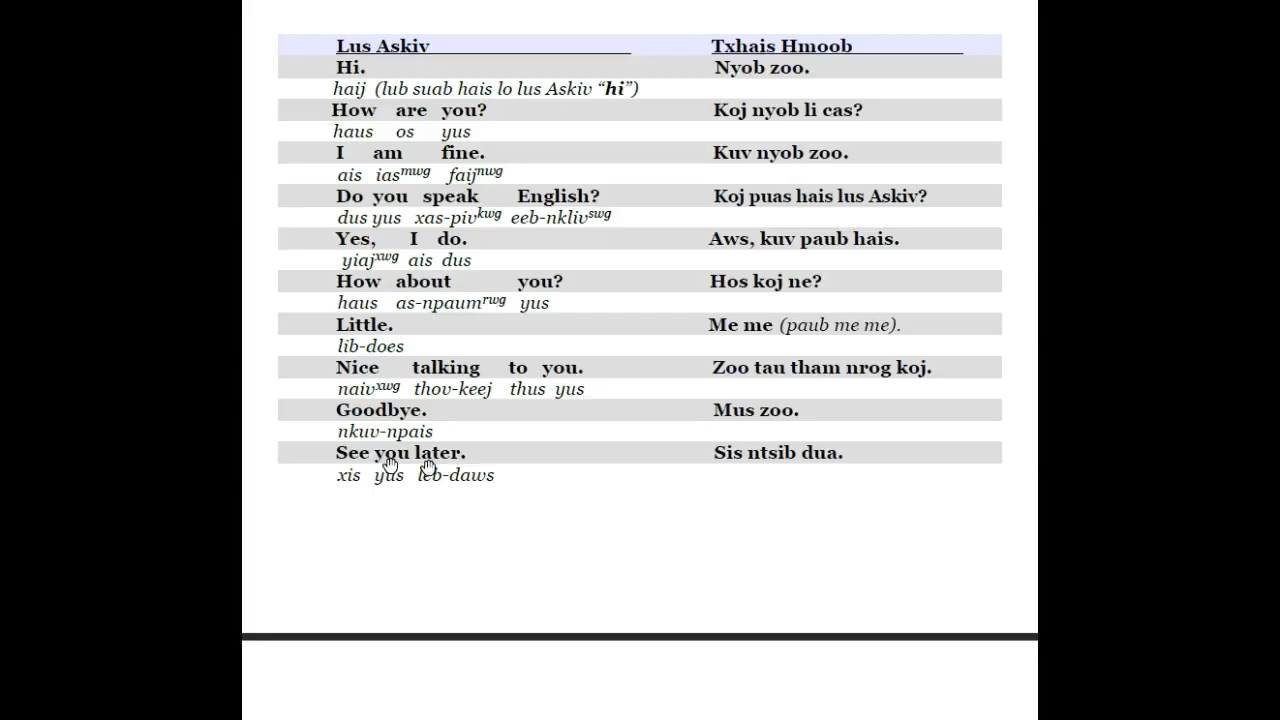 Lus Askiv Txhais Hmoob
Hi. Nyob zoo.
haij (lub suab hais lo lus Askiv “hi”)
How are you? Koj nyob li cas?
haus os yus
I am fine. Kuv nyob zoo.
ais iasmwg faijnwg
Do you speak English? Koj puas hais lus Askiv?
dus yus xas-pivkwg eeb-nklivswg
Yes, I do. Aws, kuv paub hais.
yiajxwg ais dus
How about you? Hos koj ne?
haus as-npaumrwg yus
Little. Me me (paub me me).
lib-does
Nice talking to you. Zoo tau tham nrog koj.
naivxwg thov-keej thus yus
Goodbye. Mus zoo.
nkuv-npais
See you later. Sis ntsib dua.
xis yus leb-daws